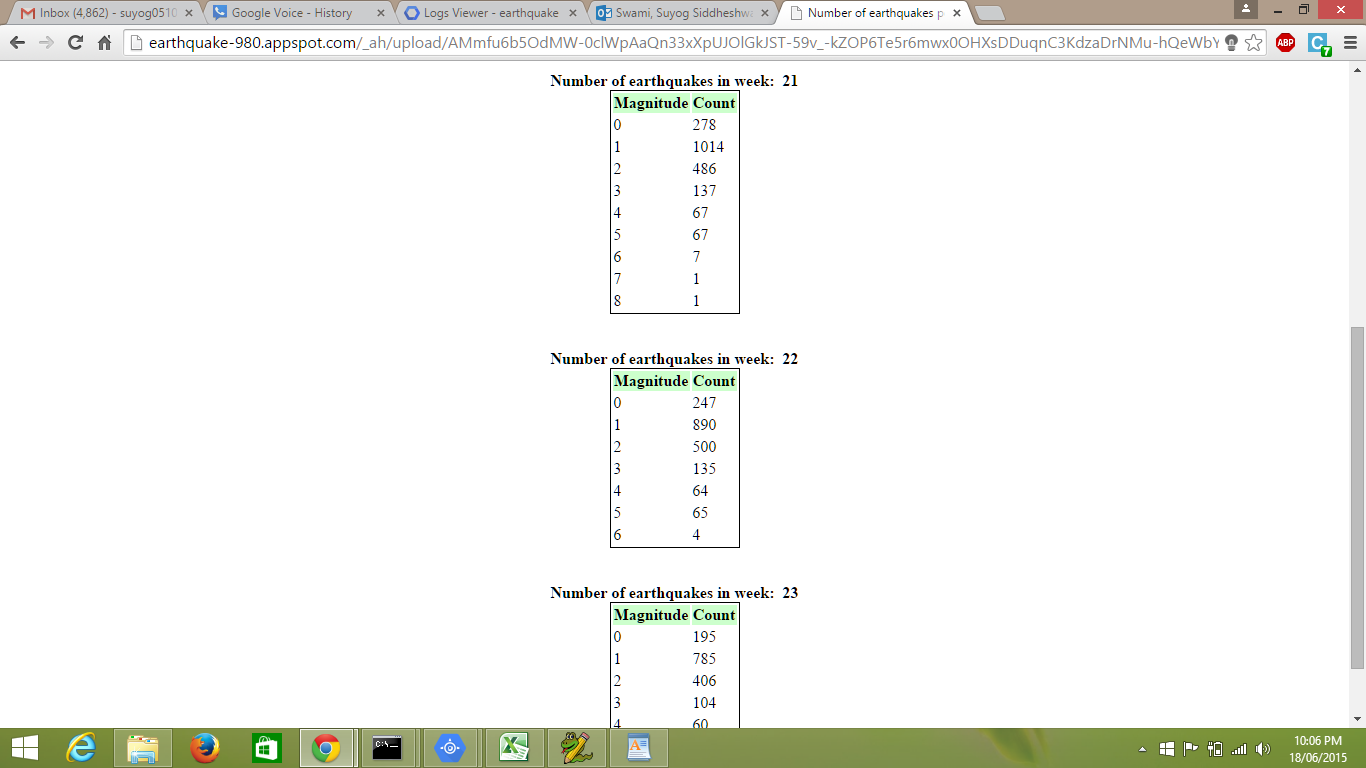 Inbox (4,862) - suyog0510
Google Voice - History
Logs Viewer - earthquake
Swami, Suyog Siddheshwa
Number of earthquakes p
earthquake-980.appspot.com/_ah/upload/AMmfu6b5OdMW-0clWpAaQn33xXpUJOlGkJST-59v_-kZOP6Te5r6mwx0OHXsDDuqnC3KdzaDrNMu-hQeWbY
ABP
C 7
Number of earthquakes in week: 21
Magnitude Count
0 278
1 1014
2 486
3 137
4 67
5 67
6 7
7 1
8 1
Number of earthquakes in week: 22
Magnitude Count
0 247
1 890
2 500
3 135
4 64
5 65
6 4
Number of earthquakes in week: 23
Magnitude Count
0 195
1 785
2 406
3 104
4 60
C:\
10:06 PM
18/06/2015